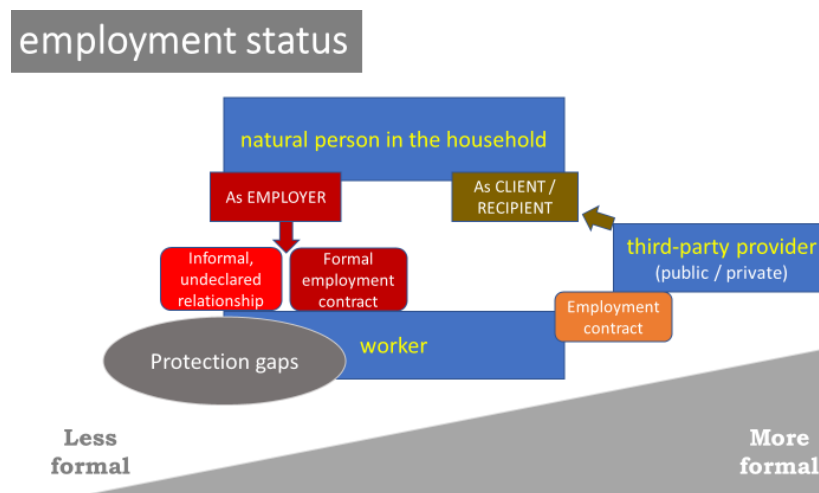 employment status
natural person in the household
As EMPLOYER
As CLIENT /
RECIPIENT
third-party provider
(public / private)
Informal,
undeclared
relationship
Formal
employment
contract
Employment
contract
worker
Protection gaps
Less
formal
More
formal